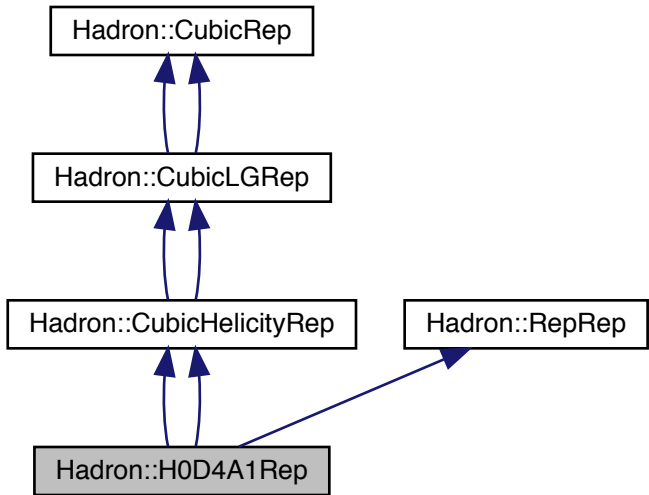 Hadron::CubicRep
Hadron::CubicLGRep
Hadron::CubicHelicityRep
Hadron::RepRep
Hadron::H0D4A1Rep